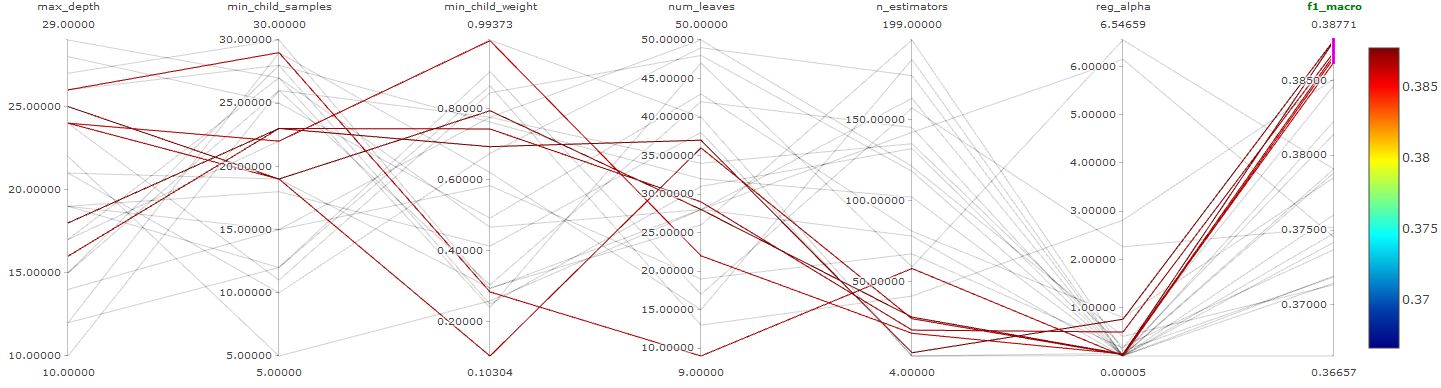 max_depth min_child_samples min_child_weight num_leaves n_estimators reg_alpha f1_macro
29.00000 30.00000 0.99373 50.00000 199.00000 6.54659 0.38771
30.00000 50.00000
6.00000
0.38500 0.385
45.00000
25.00000 25.00000 0.80000
40.00000 150.00000 5.00000
0.38 
35.00000 0.38000
20.00000 4.00000
0.60000
20.00000 30.00000
100.00000 3.00000
15.00000 25.00000 0.37500 0.375
0.40000
2.00000
15.00000 20.00000
50.00000
10.00000 0.37
15.00000 1.00000 0.37000
0.20000
10.00000
10.00000 5.00000
10.00000 5.00000 0.10304 9.00000 4.00000 0.00005 0.36657